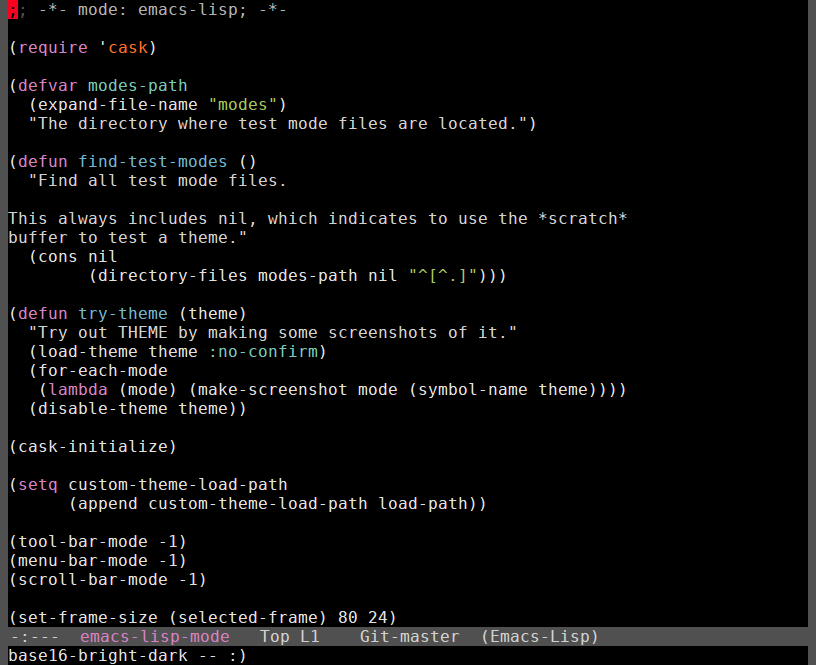 ;; -*- mode: emacs-lisp; -*-

(require 'cask)

(defvar modes-path
  (expand-file-name "modes")
  "The directory where test mode files are located.")

(defun find-test-modes ()
  "Find all test mode files.

This always includes nil, which indicates to use the *scratch*
buffer to test a theme."
  (cons nil
        (directory-files modes-path nil "^[^.]")))

(defun try-theme (theme)
  "Try out THEME by making some screenshots of it."
  (load-theme theme :no-confirm)
  (for-each-mode
   (lambda (mode) (make-screenshot mode (symbol-name theme))))
  (disable-theme theme))

(cask-initialize)

(setq custom-theme-load-path
      (append custom-theme-load-path load-path))

(tool-bar-mode -1)
(menu-bar-mode -1)
(scroll-bar-mode -1)

(set-frame-size (selected-frame) 80 24)
-:---  emacs-lisp-mode   Top L1    Git-master  (Emacs-Lisp)
base16-bright-dark -- :)